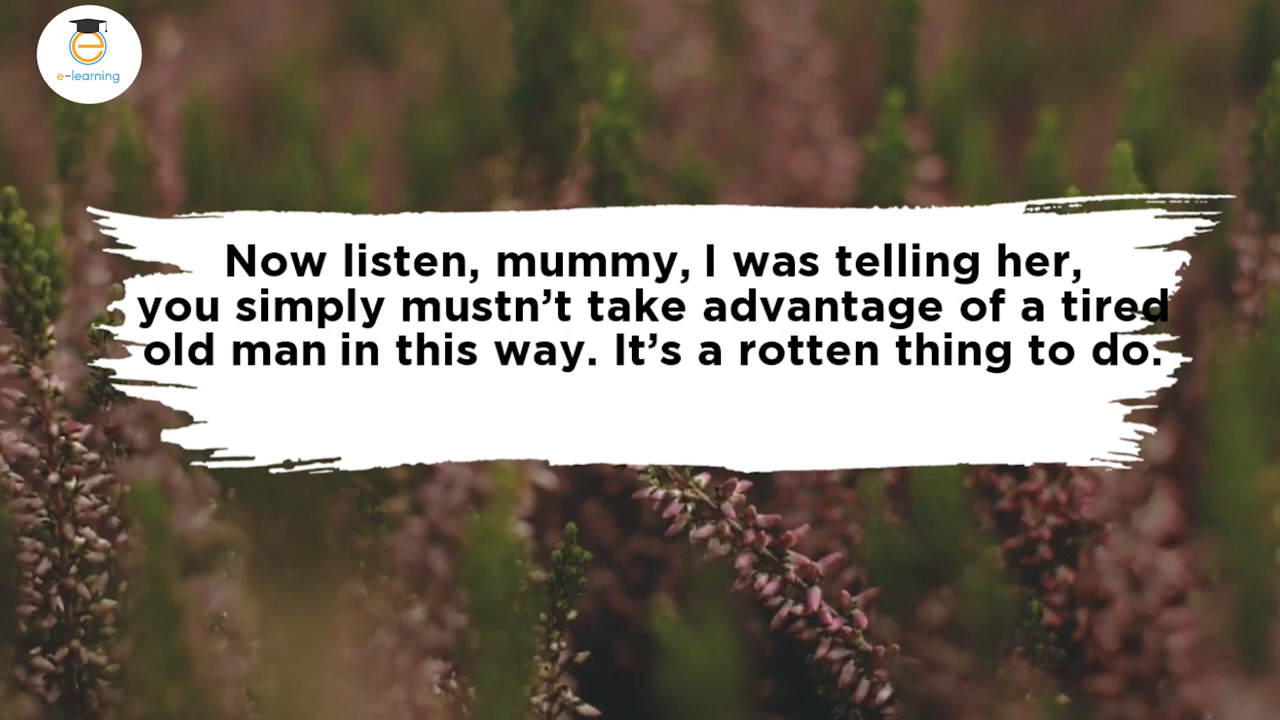 e-learning
Now listen, mummy, I was telling her,
you simply mustn’t take advantage of a tired
old man in this way. It’s a rotten thing to do.